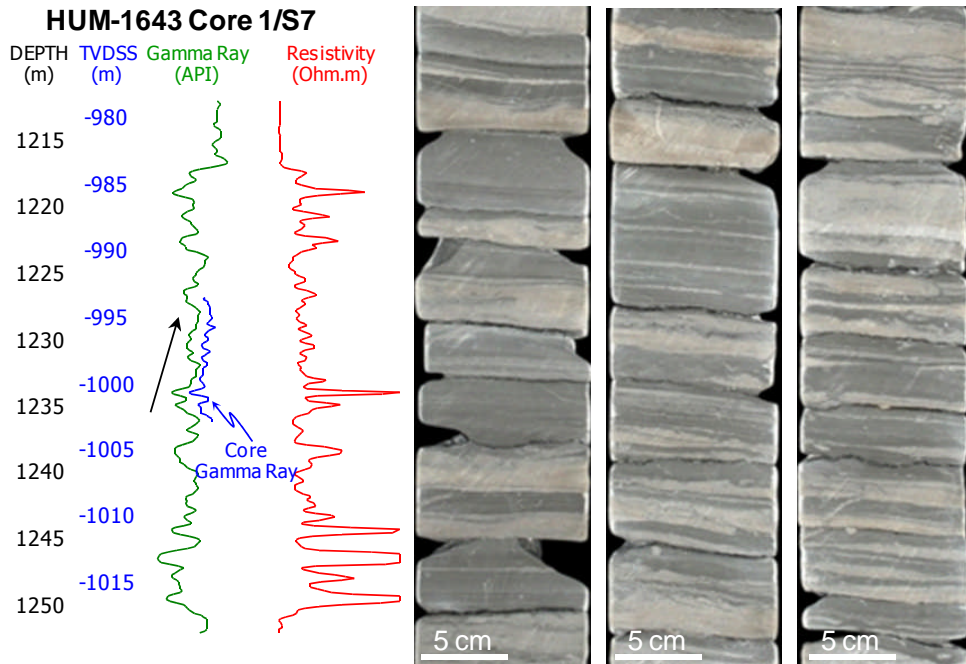 HUM-1643 Core 1/S7
DEPTH TVDSS Gamma Ray Resistivity
(m) (m) (API) (Ohm.m)
-980
1215
-985
1220
-990
1225
-995
1230
-1000
1235
Core
-1005
Gamma Ray
1240
-1010
1245
-1015
1250
5 cm 5 cm 5 cm